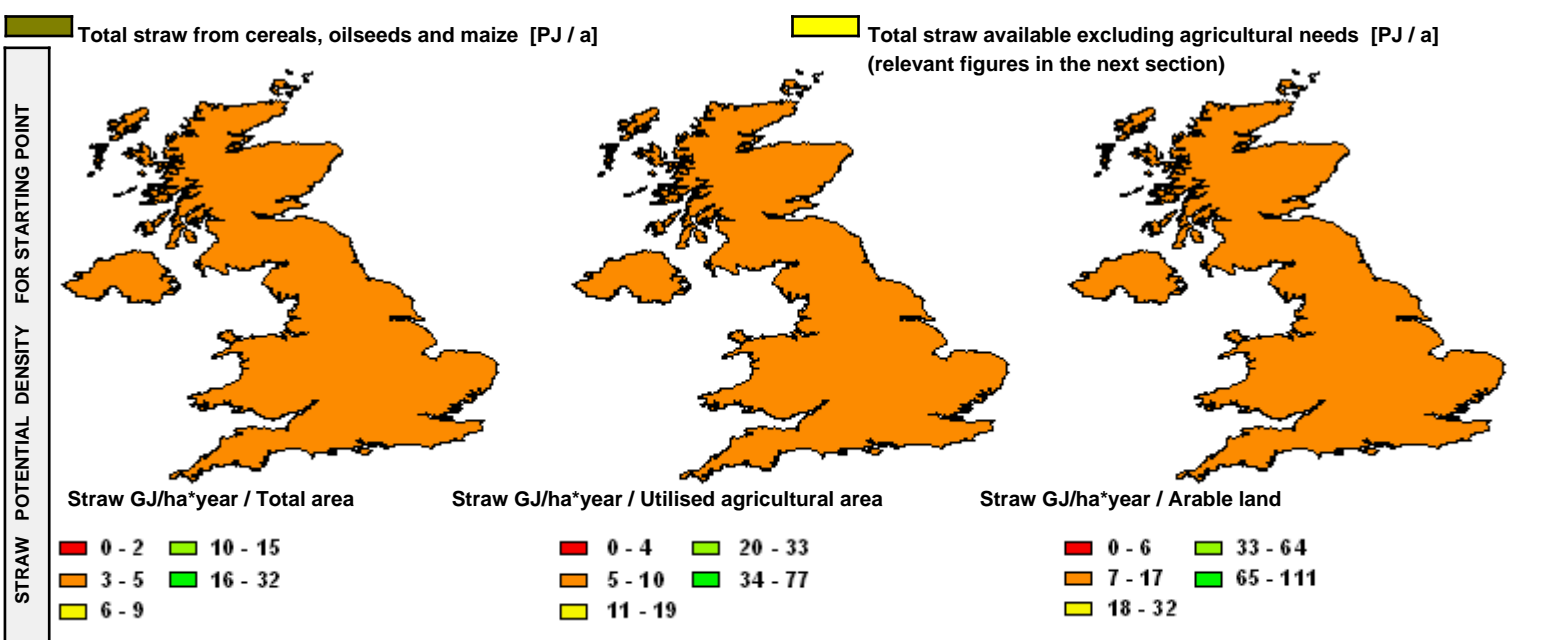 Total straw from cereals, oilseeds and maize [PJ / a]
Total straw available excluding agricultural needs [PJ / a]
(relevant figures in the next section)
STRAW POTENTIAL DENSITY FOR STARTING POINT
Straw GJ/ha*year / Total area
0 - 2
3 - 5
6 - 9
10 - 15
16 - 32
Straw GJ/ha*year / Utilised agricultural area
0 - 4
5 - 10
11 - 19
20 - 33
34 - 77
Straw GJ/ha*year / Arable land
0 - 6
7 - 17
18 - 32
33 - 64
65 - 111